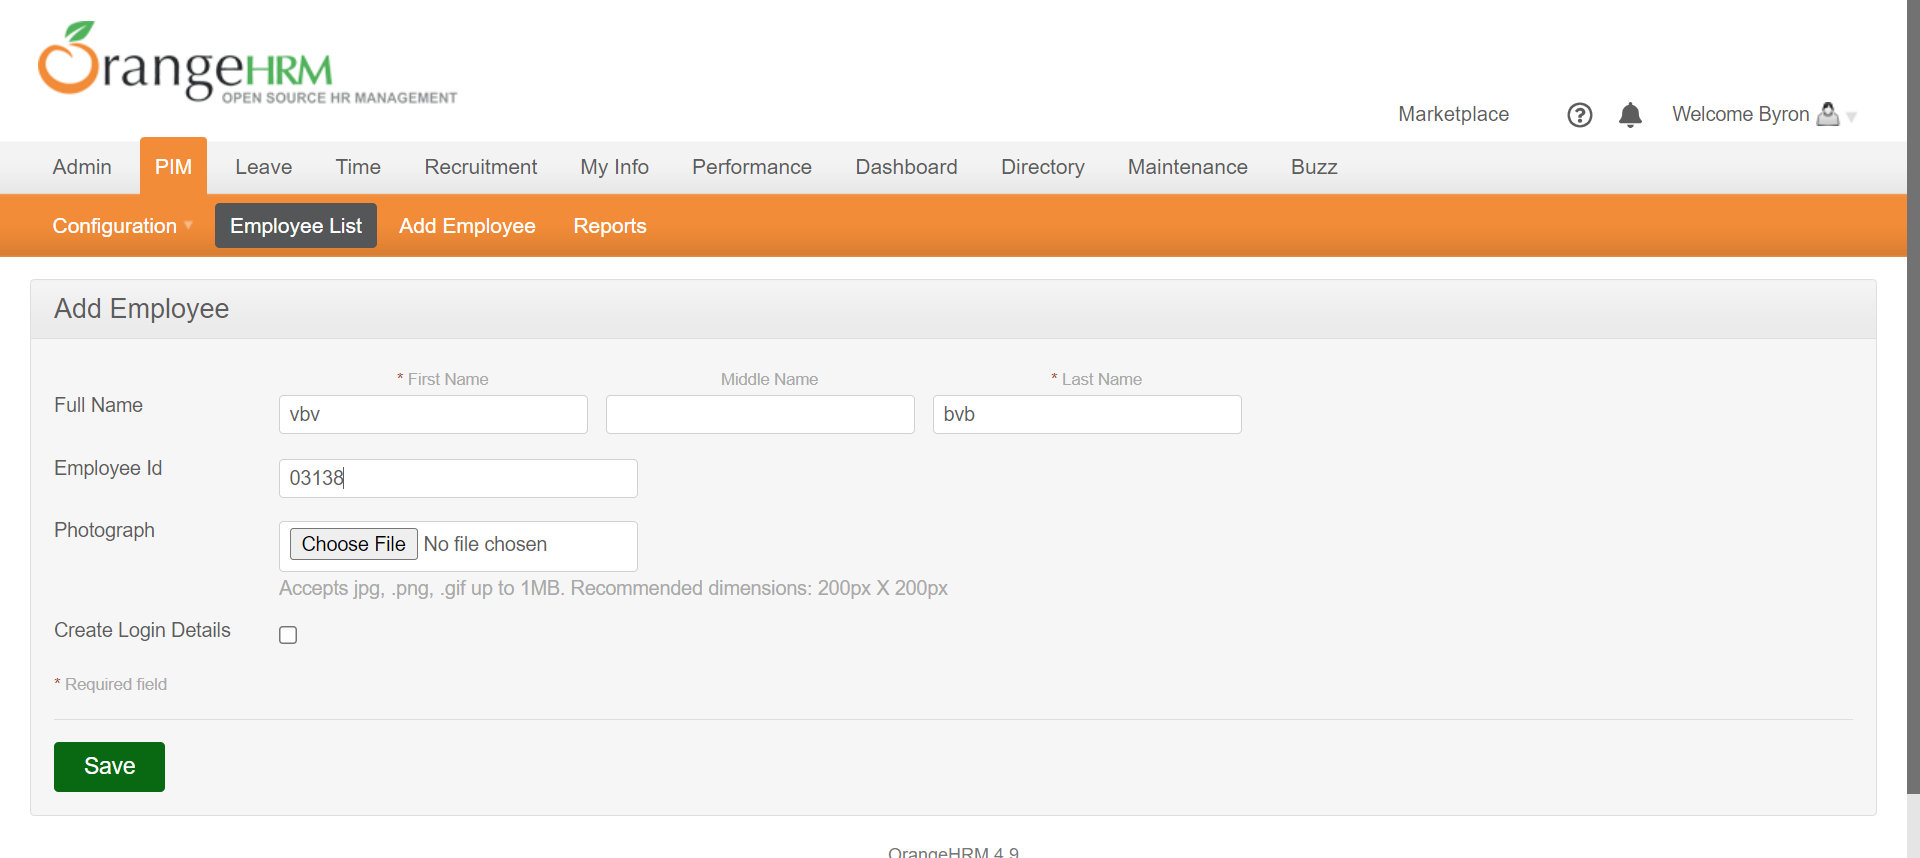 OrangeHRM
OPEN SOURCE HR MANAGEMENT
Marketplace ? Welcome Byron
Admin PIM Leave Time Recruitment My Info Performance Dashboard Directory Maintenance Buzz
Configuration Employee List Add Employee Reports
Add Employee
* First Name Middle Name * Last Name
Full Name vbv bvb
Employee Id 03138
Photograph Choose File No file chosen
Accepts jpg, .png, .gif up to 1MB. Recommended dimensions: 200px X 200px
Create Login Details
* Required field
Save
OrangeHRM 4.9